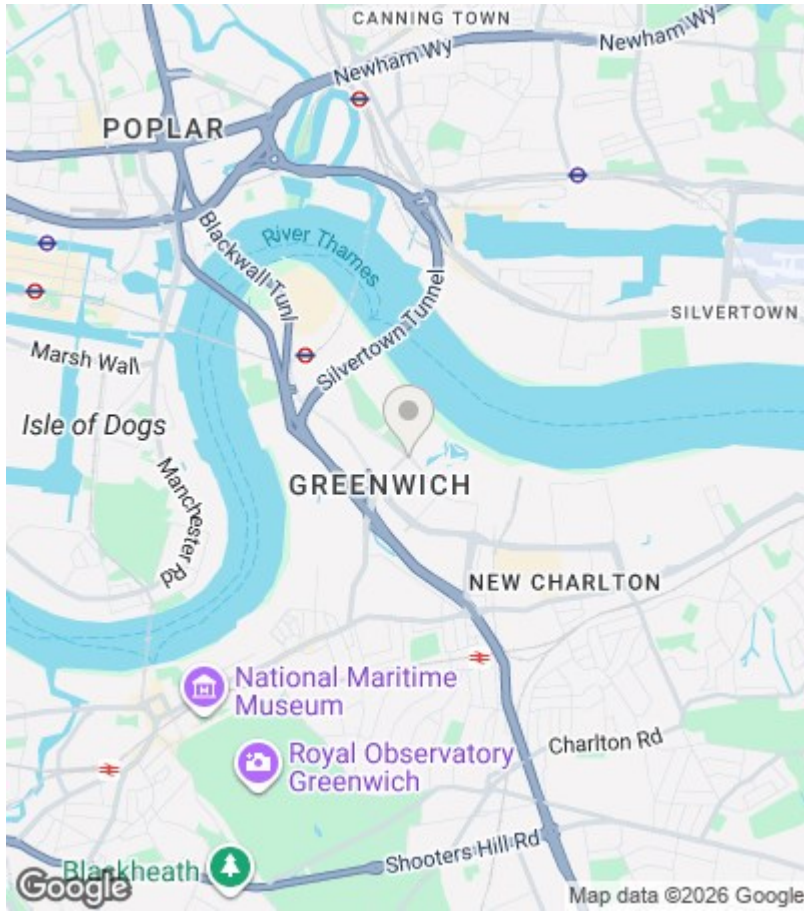 CANNING TOWN
Newham Wy
Newham Wy
POPLAR
River Thames
Blackwall Tunl
Silvertown Tunnel
SILVERTOWN
Marsh Wall
Isle of Dogs
Manchester Rd
GREENWICH
NEW CHARLTON
National Maritime
Museum
Charlton Rd
Royal Observatory
Greenwich
Shooters Hill Rd
Blackheath
Google
Map data ©2026 Google